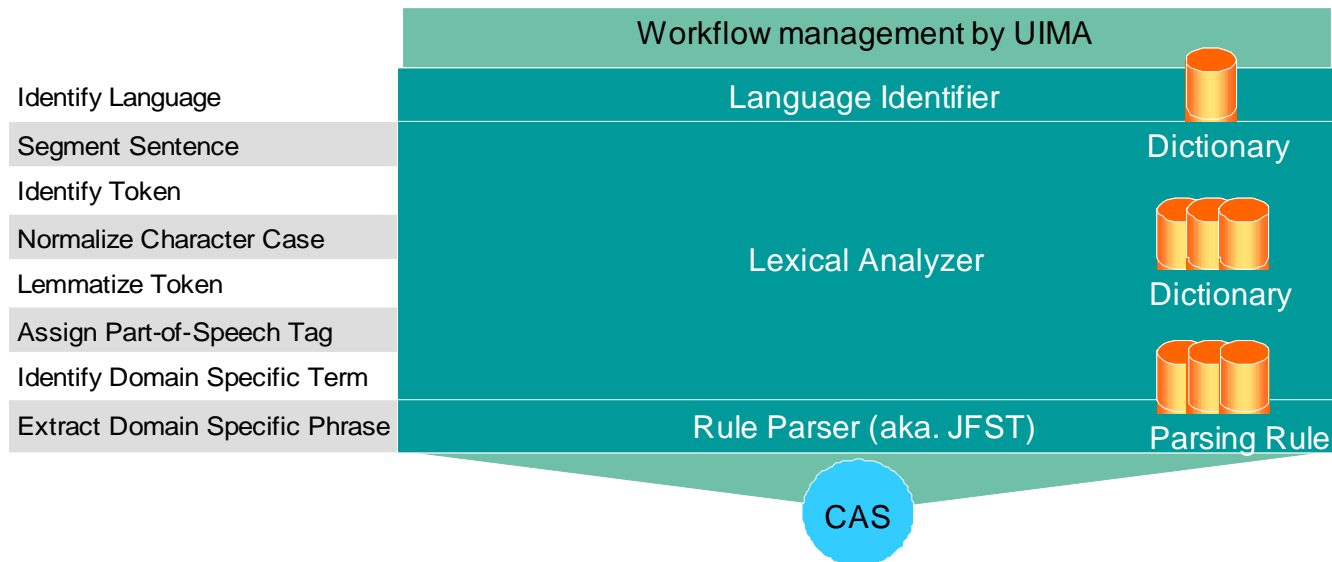 Workflow management by UIMA
Identify Language
Language Identifier
Segment Sentence
Dictionary
Identify Token
Normalize Character Case
Lexical Analyzer
Lemmatize Token
Dictionary
Assign Part-of-Speech Tag
Identify Domain Specific Term
Extract Domain Specific Phrase
Rule Parser (aka. JFST)
Parsing Rule
CAS